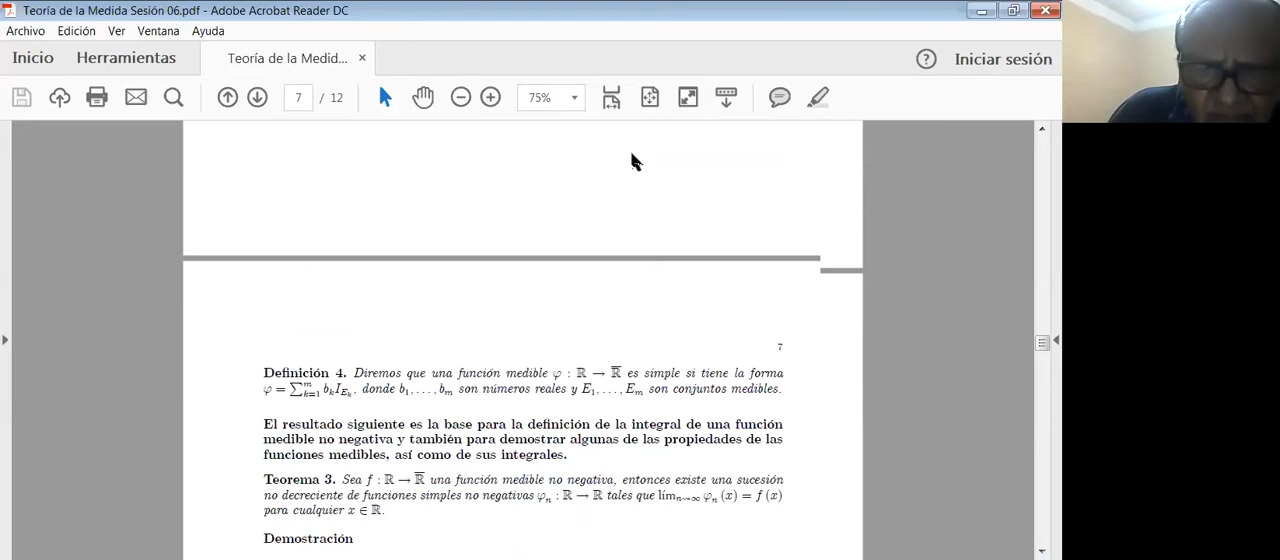 Teoría de la Medida Sesión 06.pdf - Adobe Acrobat Reader DC
Archivo Edición Ver Ventana Ayuda
Inicio Herramientas Teoría de la Medid... × Iniciar sesión
7 / 12 75%
7
Definición 4. Diremos que una función medible φ : ℝ → ℝ̅ es simple si tiene la forma
φ = ∑ᵐₖ₌₁ bₖI_{Eₖ}, donde b₁, . . . , bₘ son números reales y E₁, . . . , Eₘ son conjuntos medibles.
El resultado siguiente es la base para la definición de la integral de una función
medible no negativa y también para demostrar algunas de las propiedades de las
funciones medibles, así como de sus integrales.
Teorema 3. Sea f : ℝ → ℝ̅ una función medible no negativa, entonces existe una sucesión
no decreciente de funciones simples no negativas φₙ : ℝ → ℝ tales que límₙ→∞ φₙ (x) = f (x)
para cualquier x ∈ ℝ.
Demostración